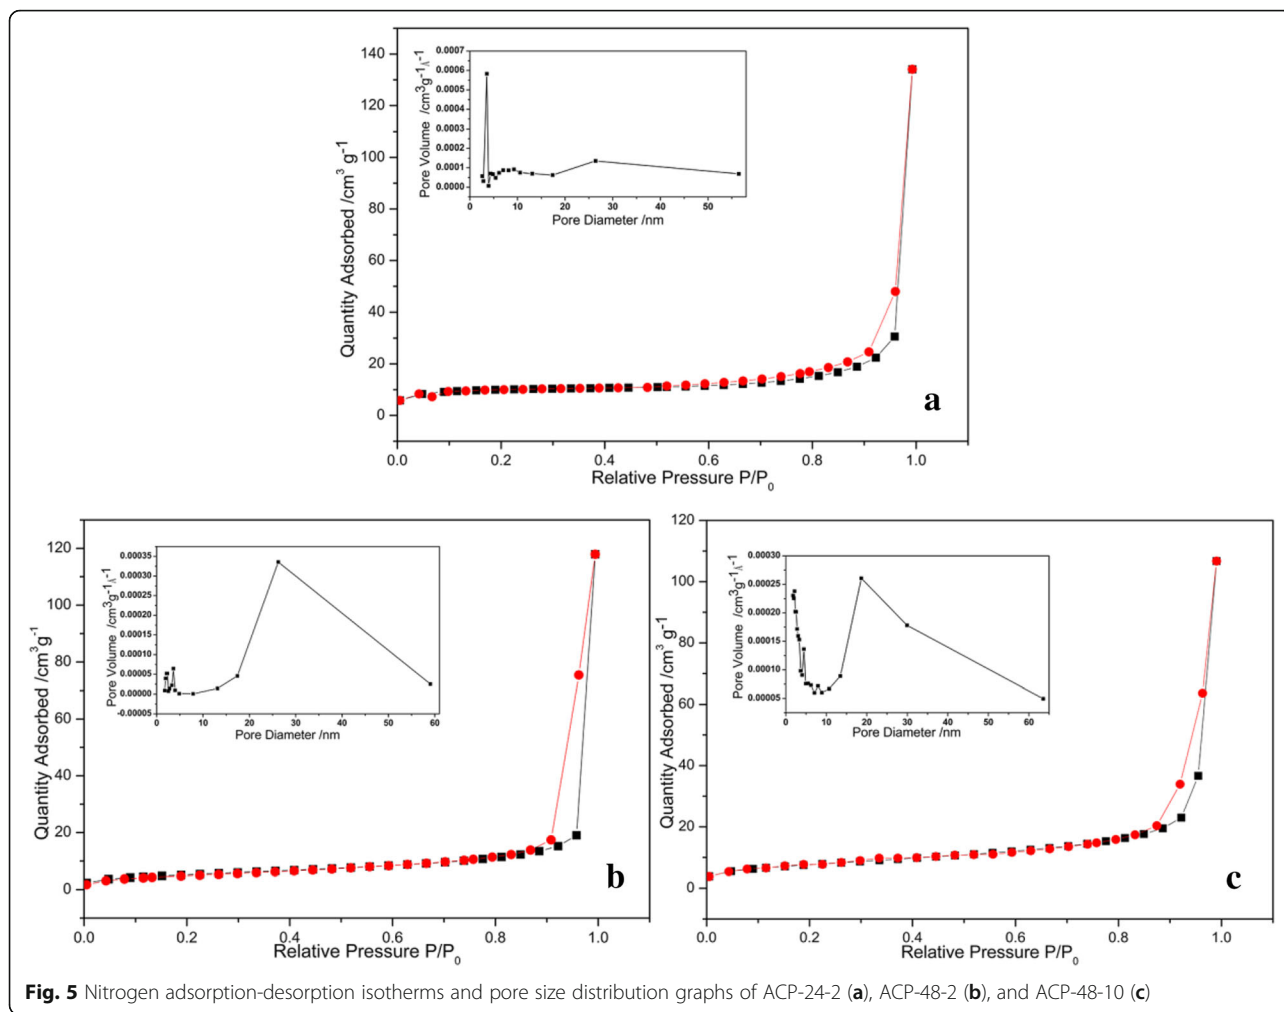 140
120
100
80
60
40
20
0
Quantity Adsorbed /cm³ g⁻¹
0.0 0.2 0.4 0.6 0.8 1.0
Relative Pressure P/P₀
0.0007
0.0006
0.0005
0.0004
0.0003
0.0002
0.0001
0.0000
Pore Volume /cm³g-1Å-1
0 10 20 30 40 50
Pore Diameter /nm
a
120
100
80
60
40
20
0
Quantity Adsorbed /cm³g⁻¹
0.0 0.2 0.4 0.6 0.8 1.0
Relative Pressure P/P₀
0.00035
0.00030
0.00025
0.00020
0.00015
0.00010
0.00005
0.00000
-0.00005
Pore Volume /cm³g-1Å-1
0 10 20 30 40 50 60
Pore Diameter /nm
b
120
100
80
60
40
20
0
Quantity Adsorbed /cm³ g⁻¹
0.0 0.2 0.4 0.6 0.8 1.0
Relative Pressure P/P₀
0.00030
0.00025
0.00020
0.00015
0.00010
0.00005
Pore Volume /cm³g-1Å-1
0 10 20 30 40 50 60
Pore Diameter /nm
c
Fig. 5 Nitrogen adsorption-desorption isotherms and pore size distribution graphs of ACP-24-2 (a), ACP-48-2 (b), and ACP-48-10 (c)